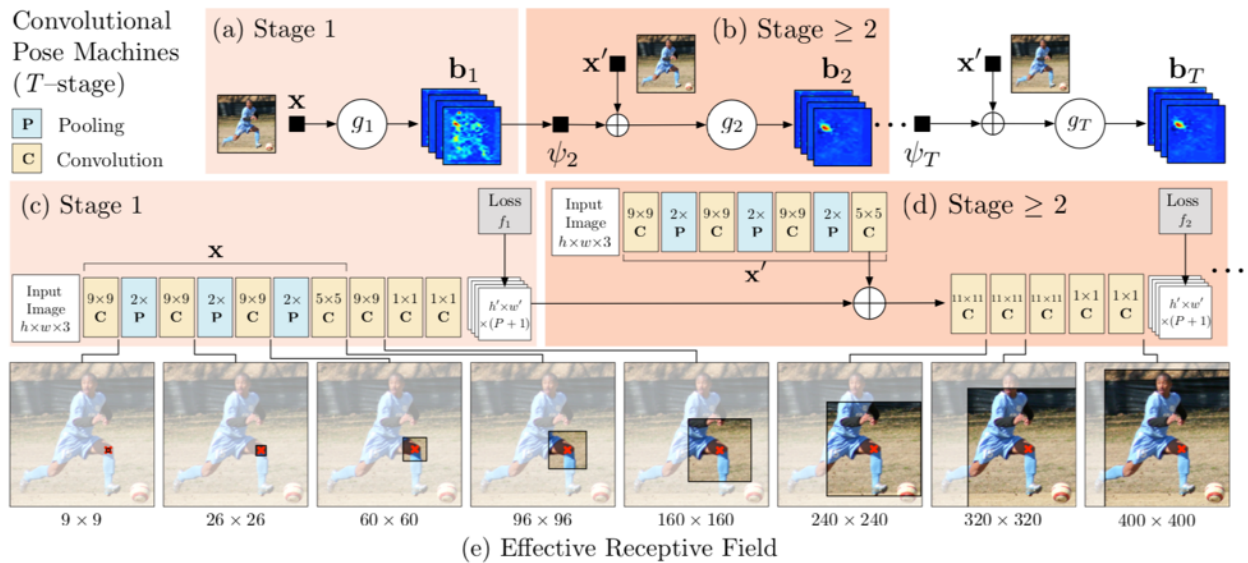 Convolutional
Pose Machines
(T–stage)
P Pooling
C Convolution
(a) Stage 1
x
g₁
b₁
(b) Stage ≥ 2
x′
ψ₂
g₂
b₂
x′
ψ_T
g_T
b_T
(c) Stage 1
Input
Image
h×w×3
x
9×9
C
2×
P
9×9
C
2×
P
9×9
C
2×
P
5×5
C
9×9
C
1×1
C
1×1
C
Loss
f₁
h′×w′
×(P+1)
(d) Stage ≥ 2
Input
Image
h×w×3
9×9
C
2×
P
9×9
C
2×
P
9×9
C
2×
P
5×5
C
x′
11×11
C
11×11
C
11×11
C
1×1
C
1×1
C
Loss
f₂
h′×w′
×(P+1)
9 × 9
26 × 26
60 × 60
96 × 96
160 × 160
240 × 240
320 × 320
400 × 400
(e) Effective Receptive Field